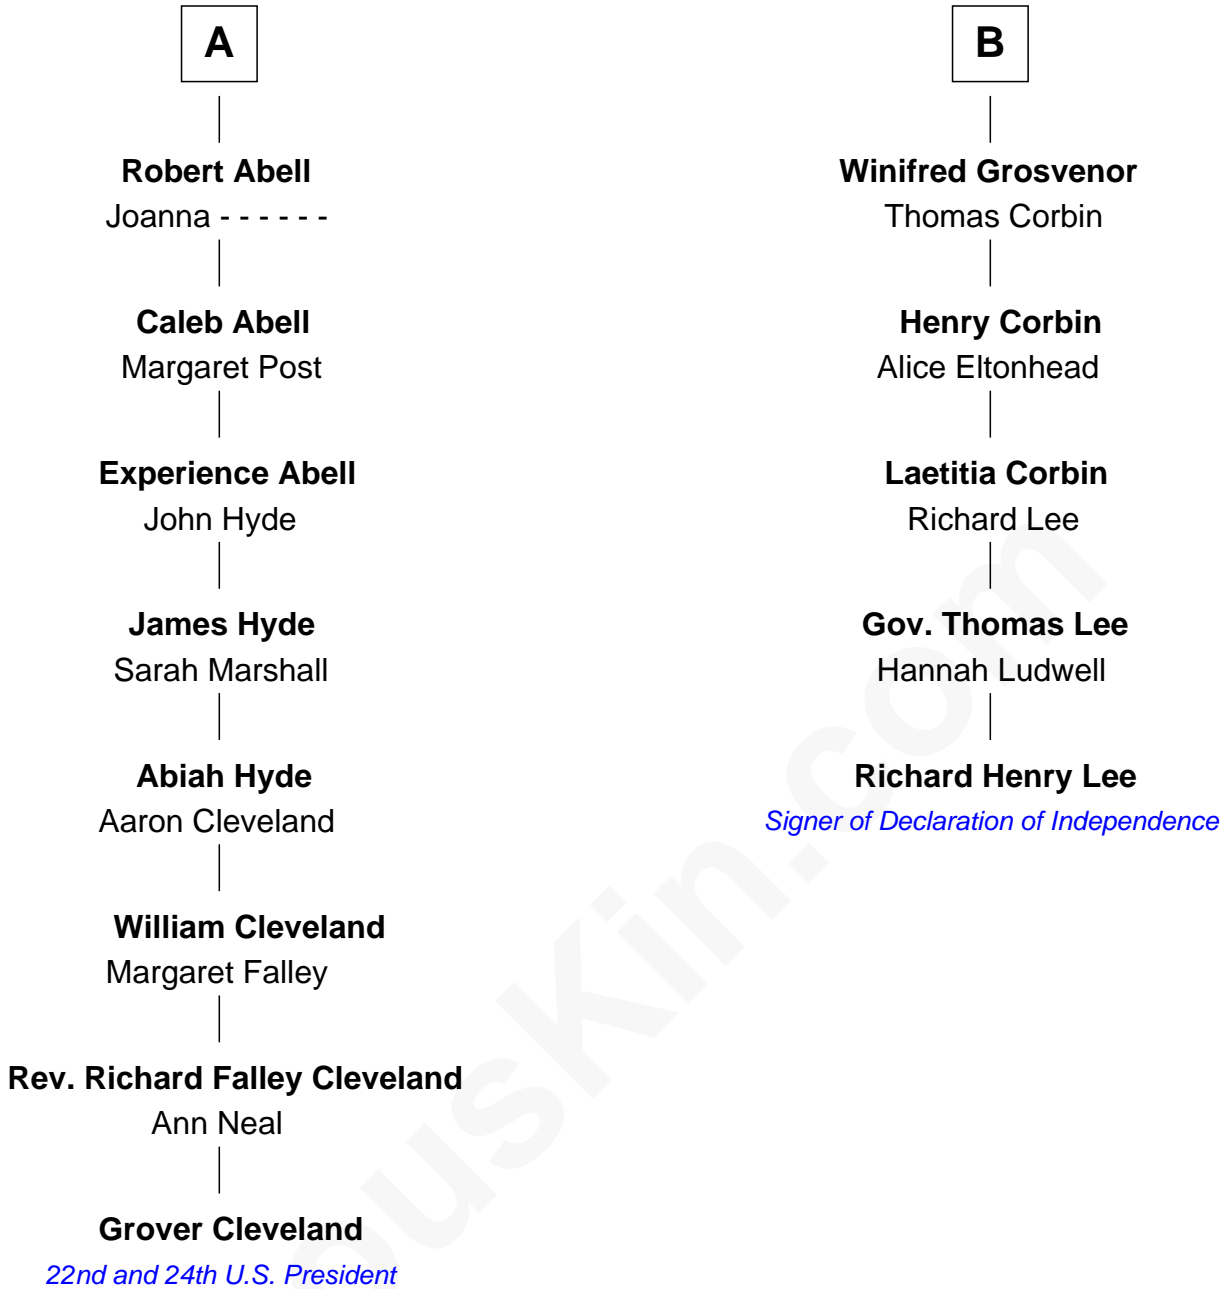 A
Robert Abell
Joanna - - - - - -
Caleb Abell
Margaret Post
Experience Abell
John Hyde
James Hyde
Sarah Marshall
Abiah Hyde
Aaron Cleveland
William Cleveland
Margaret Falley
Rev. Richard Falley Cleveland
Ann Neal
Grover Cleveland
22nd and 24th U.S. President
B
Winifred Grosvenor
Thomas Corbin
Henry Corbin
Alice Eltonhead
Laetitia Corbin
Richard Lee
Gov. Thomas Lee
Hannah Ludwell
Richard Henry Lee
Signer of Declaration of Independence
ousKin.com